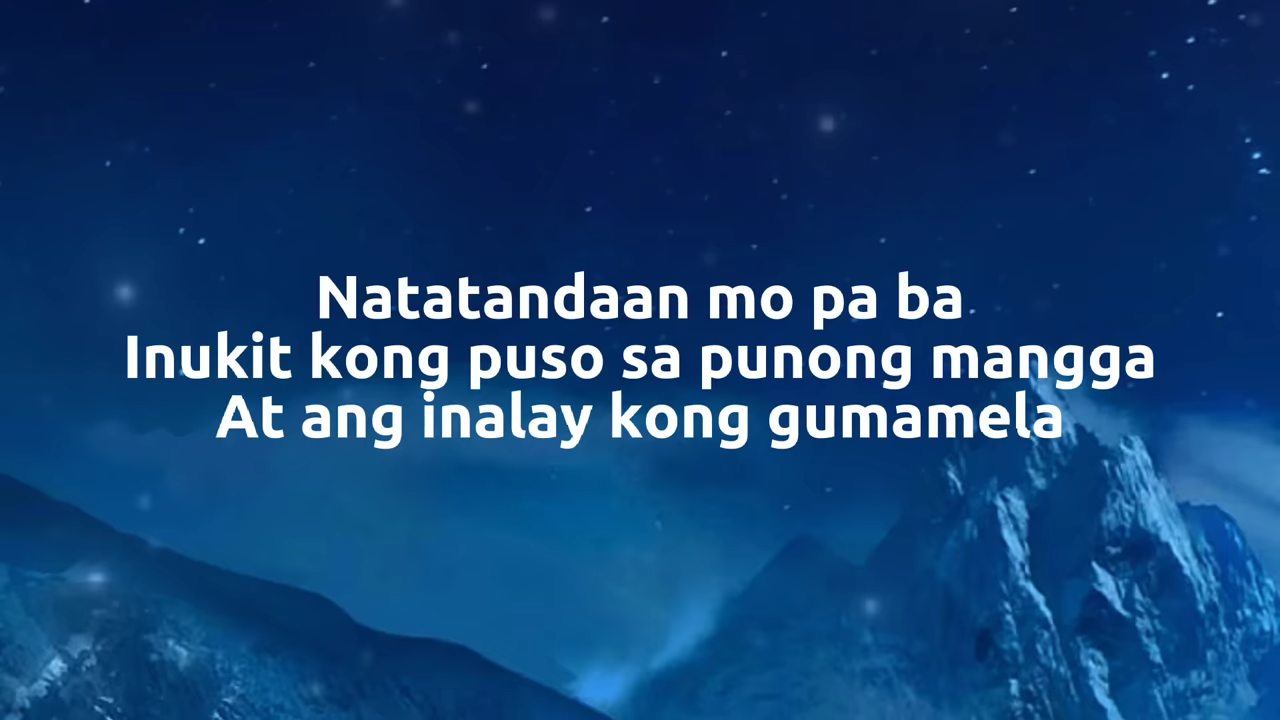 Natatandaan mo pa ba
Inukit kong puso sa punong mangga
At ang inalay kong gumamela